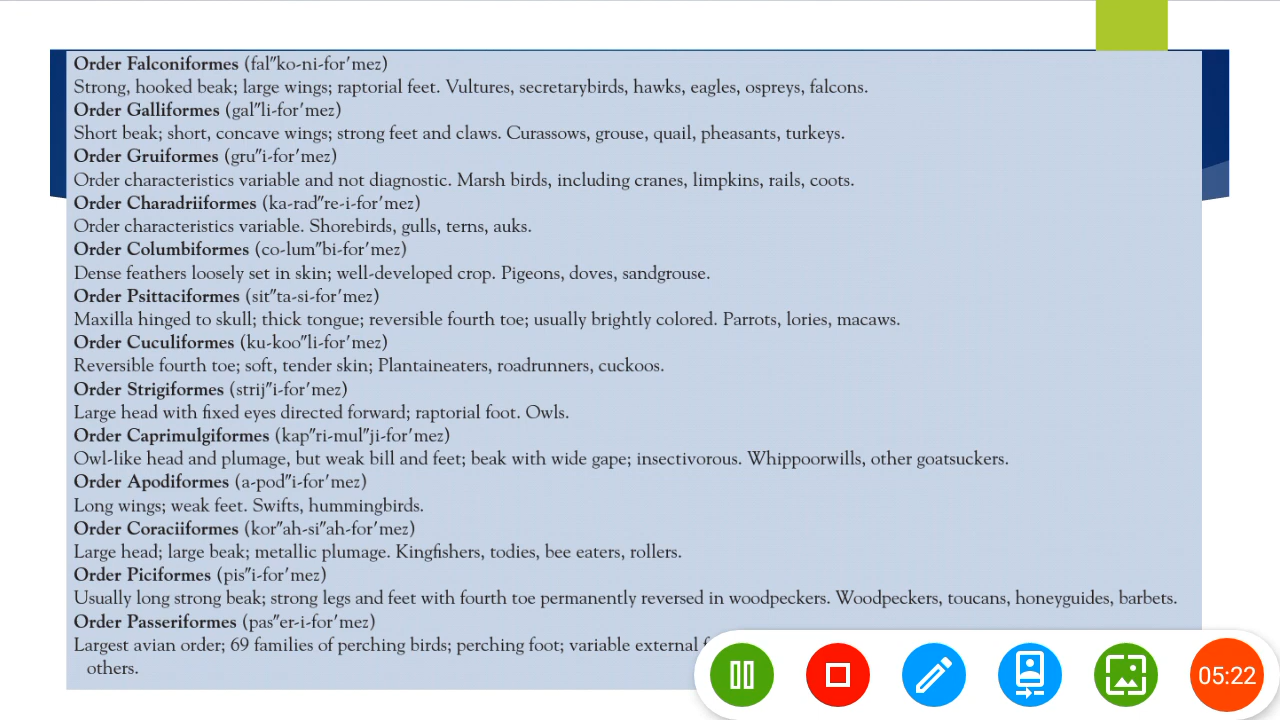 Order Falconiformes (fal″ko-ni-for′mez)
Strong, hooked beak; large wings; raptorial feet. Vultures, secretarybirds, hawks, eagles, ospreys, falcons.
Order Galliformes (gal″li-for′mez)
Short beak; short, concave wings; strong feet and claws. Curassows, grouse, quail, pheasants, turkeys.
Order Gruiformes (gru″i-for′mez)
Order characteristics variable and not diagnostic. Marsh birds, including cranes, limpkins, rails, coots.
Order Charadriiformes (ka-rad″re-i-for′mez)
Order characteristics variable. Shorebirds, gulls, terns, auks.
Order Columbiformes (co-lum″bi-for′mez)
Dense feathers loosely set in skin; well-developed crop. Pigeons, doves, sandgrouse.
Order Psittaciformes (sit″ta-si-for′mez)
Maxilla hinged to skull; thick tongue; reversible fourth toe; usually brightly colored. Parrots, lories, macaws.
Order Cuculiformes (ku-koo″li-for′mez)
Reversible fourth toe; soft, tender skin; Plantaineaters, roadrunners, cuckoos.
Order Strigiformes (strij″i-for′mez)
Large head with fixed eyes directed forward; raptorial foot. Owls.
Order Caprimulgiformes (kap″ri-mul″ji-for′mez)
Owl-like head and plumage, but weak bill and feet; beak with wide gape; insectivorous. Whippoorwills, other goatsuckers.
Order Apodiformes (a-pod″i-for′mez)
Long wings; weak feet. Swifts, hummingbirds.
Order Coraciiformes (kor″ah-si″ah-for′mez)
Large head; large beak; metallic plumage. Kingfishers, todies, bee eaters, rollers.
Order Piciformes (pis″i-for′mez)
Usually long strong beak; strong legs and feet with fourth toe permanently reversed in woodpeckers. Woodpeckers, toucans, honeyguides, barbets.
Order Passeriformes (pas″er-i-for′mez)
Largest avian order; 69 families of perching birds; perching foot; variable external
others.
05:22